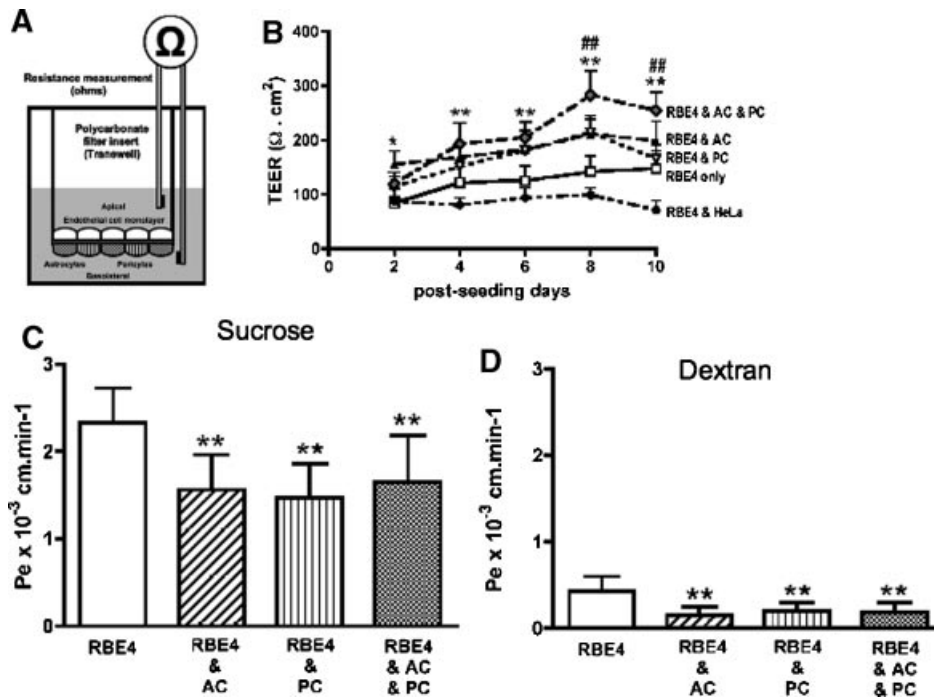 A
Ω
Resistance measurement
(ohms)
Polycarbonate
filter insert
(Transwell)
Apical
Endothelial cell monolayer
Astrocytes
Pericytes
Basolateral
B
TEER (Ω . cm²)
400
300
200
100
0
*
**
**
##
**
##
**
RBE4 & AC & PC
RBE4 & AC
RBE4 & PC
RBE4 only
RBE4 & HeLa
0 2 4 6 8 10
post-seeding days
C
Sucrose
Pe x 10⁻³ cm.min-1
3
2
1
0
**
**
**
RBE4
RBE4
&
AC
RBE4
&
PC
RBE4
& AC
& PC
D
Dextran
Pe x 10⁻³ cm.min-1
3
2
1
0
**
**
**
RBE4
RBE4
&
AC
RBE4
&
PC
RBE4
& AC
& PC